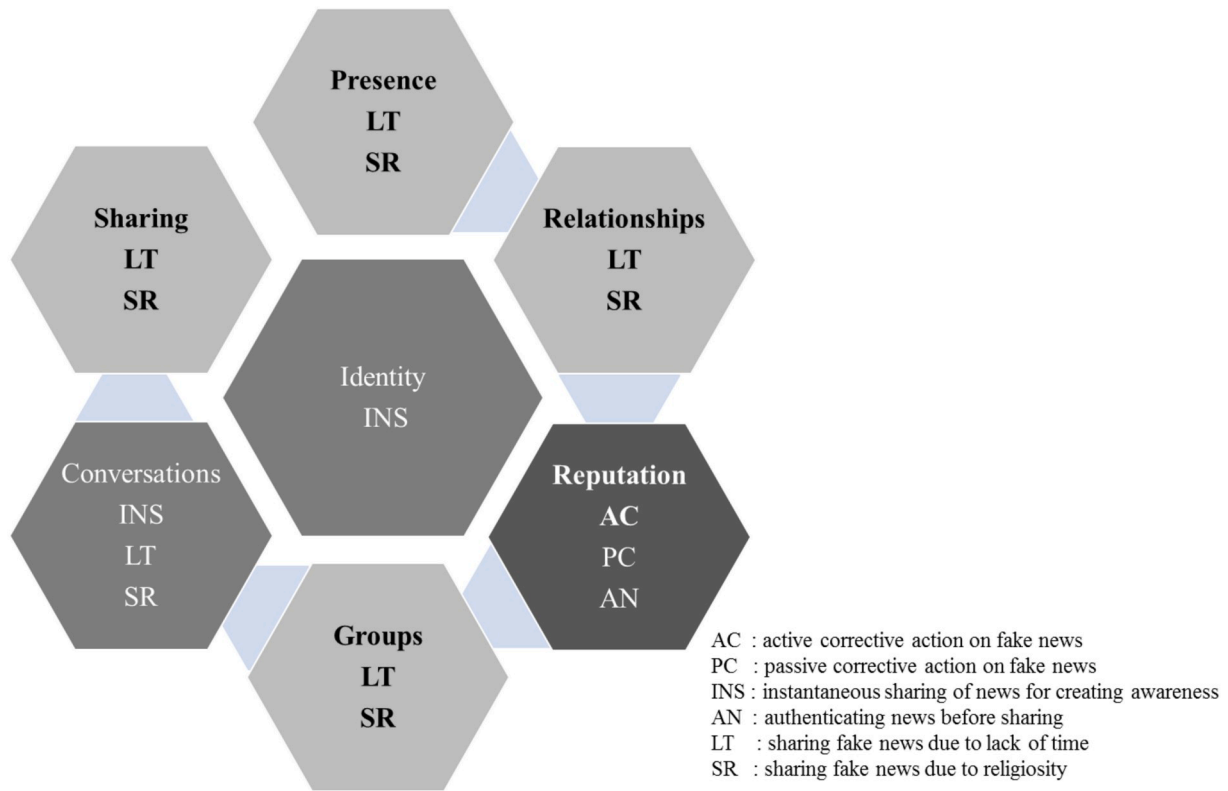 Presence
LT
SR
Sharing
LT
SR
Relationships
LT
SR
Identity
INS
Conversations
INS
LT
SR
Reputation
AC
PC
AN
Groups
LT
SR
AC : active corrective action on fake news
PC : passive corrective action on fake news
INS : instantaneous sharing of news for creating awareness
AN : authenticating news before sharing
LT : sharing fake news due to lack of time
SR : sharing fake news due to religiosity